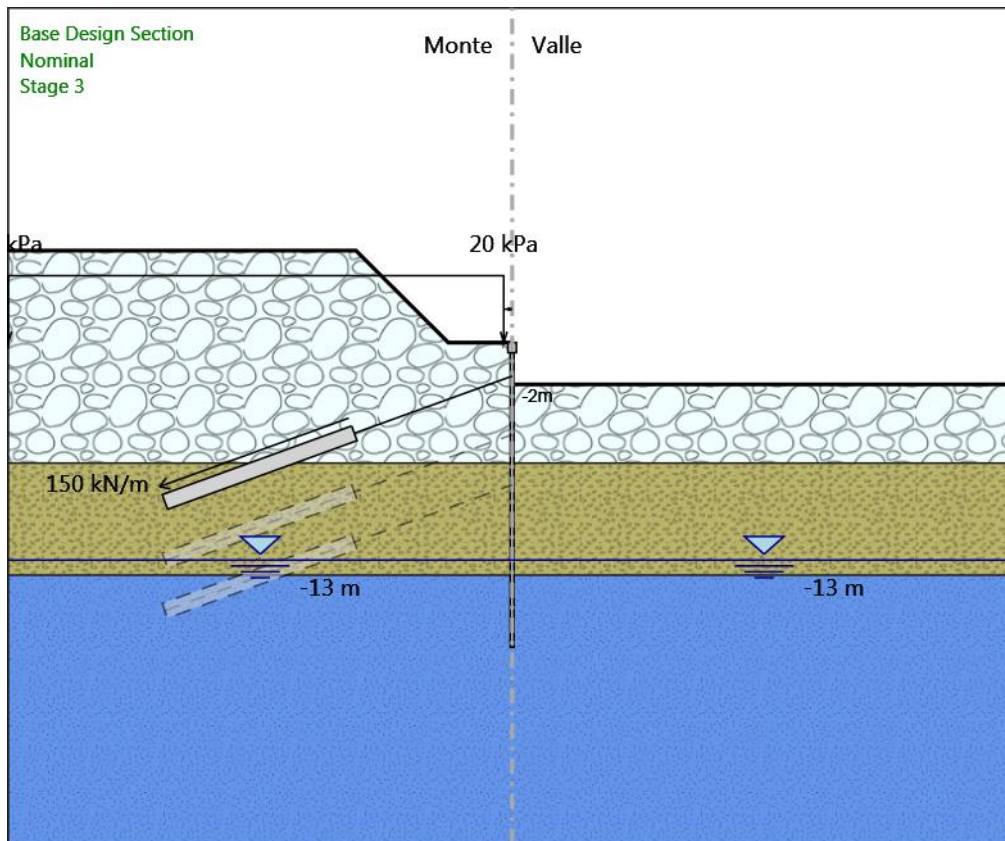 Base Design Section
Nominal
Stage 3
Monte
Valle
kPa
20 kPa
-2m
150 kN/m
-13 m
-13 m